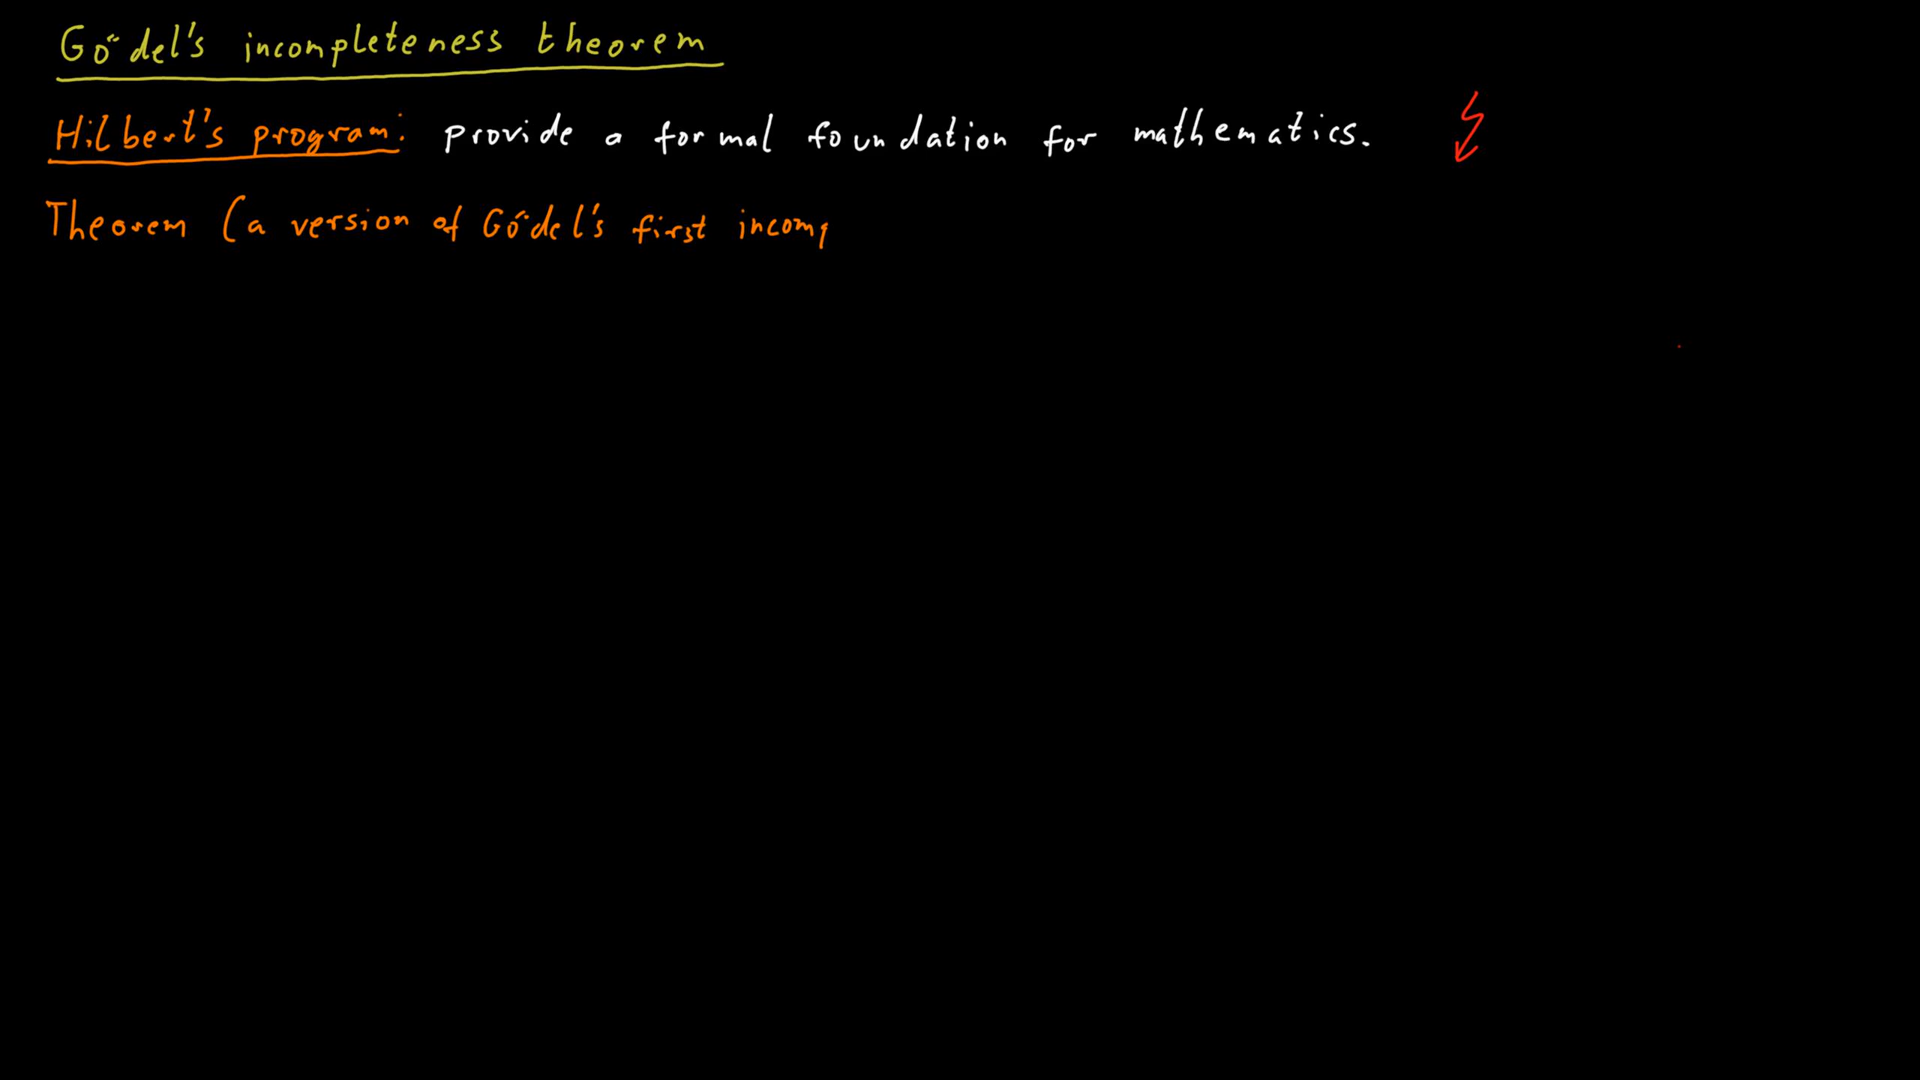 Gödel's incompleteness theorem
Hilbert's program: provide a formal foundation for mathematics.
Theorem (a version of Gödel's first incomp